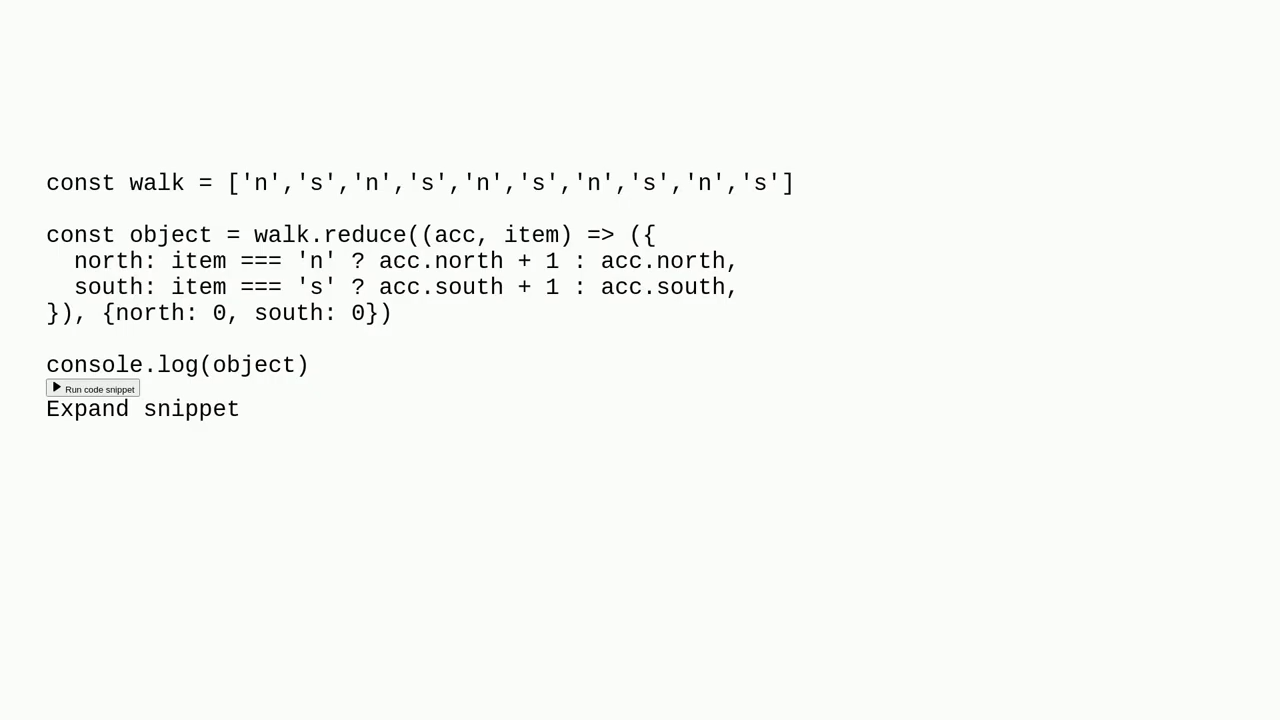 const walk = ['n','s','n','s','n','s','n','s','n','s']
const object = walk.reduce((acc, item) => ({
  north: item === 'n' ? acc.north + 1 : acc.north,
  south: item === 's' ? acc.south + 1 : acc.south,
}), {north: 0, south: 0})
console.log(object)
Run code snippet
Expand snippet